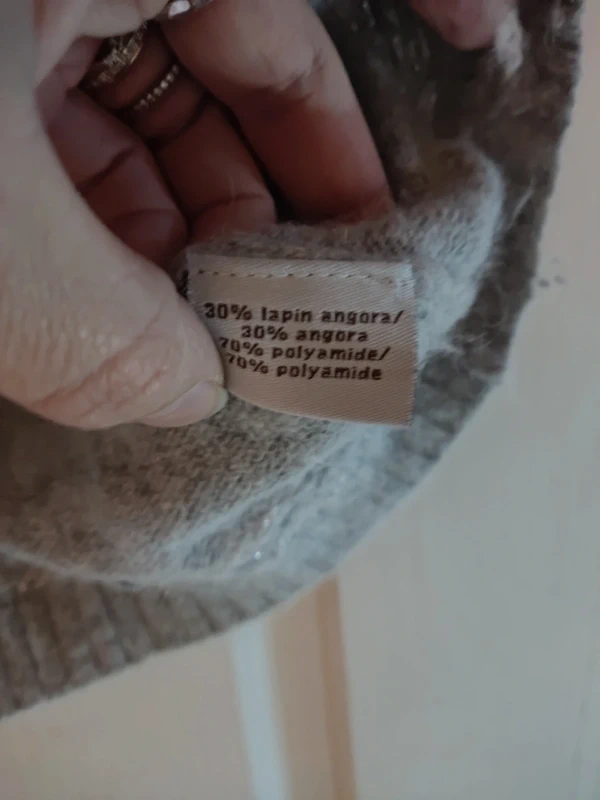 30% lapin angora/
30% angora
70% polyamide/
70% polyamide